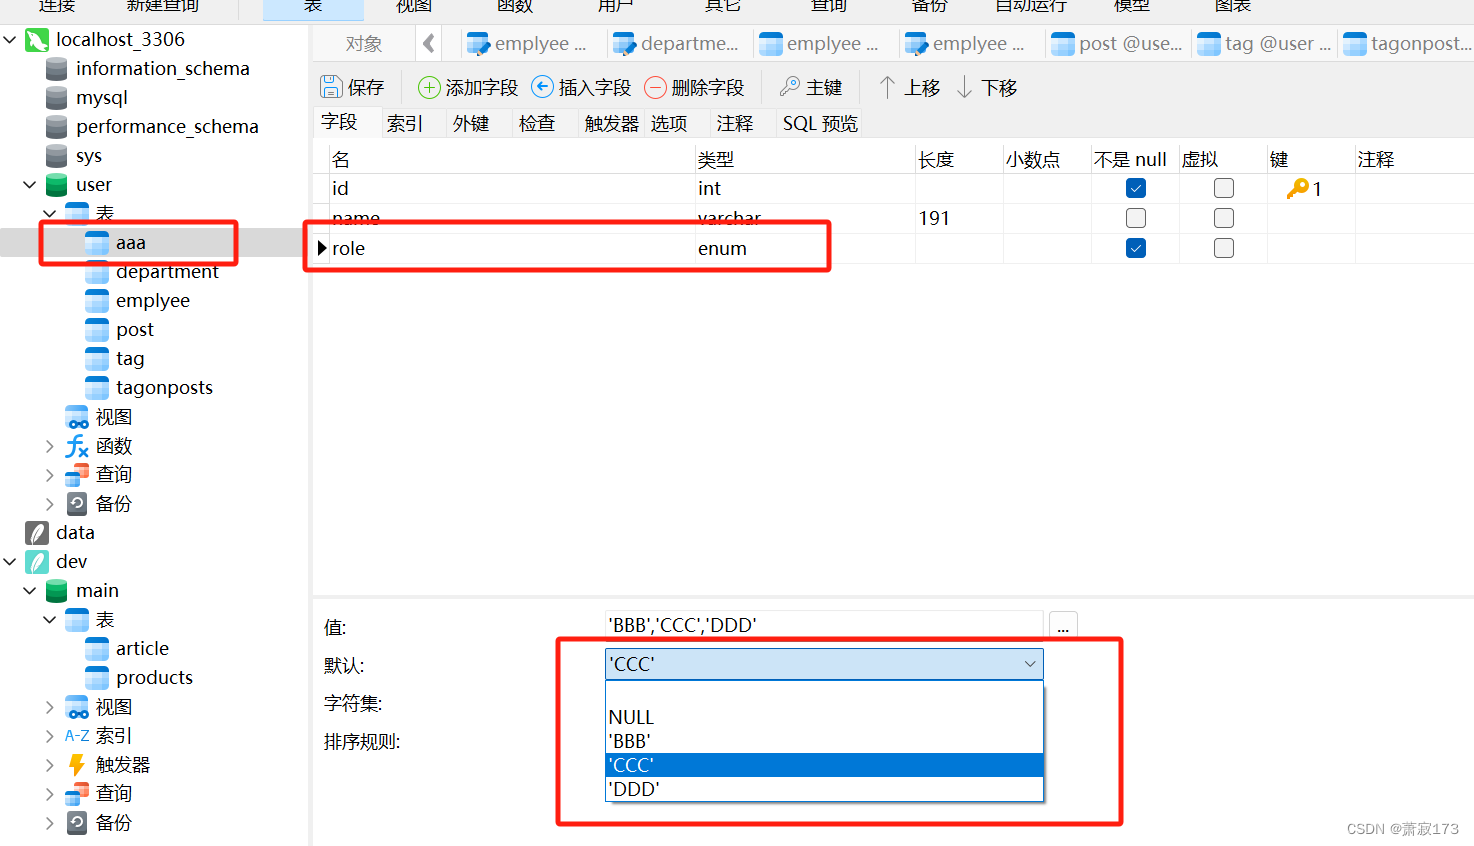 连接 新建查询 表 视图 函数 用户 其它 查询 备份 自动运行 模型 图表
localhost_3306
information_schema
mysql
performance_schema
sys
user
表
aaa
department
emplyee
post
tag
tagonposts
视图
函数
查询
备份
data
dev
main
表
article
products
视图
A-Z 索引
触发器
查询
备份
对象 emplyee ... departme... emplyee ... emplyee ... post @use... tag @user ... tagonpost...
保存 添加字段 插入字段 删除字段 主键 上移 下移
字段 索引 外键 检查 触发器 选项 注释 SQL 预览
名 类型 长度 小数点 不是 null 虚拟 键 注释
id int 1
name varchar 191
role enum
值: 'BBB','CCC','DDD' ...
默认: 'CCC'
字符集:
排序规则:
NULL
'BBB'
'CCC'
'DDD'
CSDN @萧寂173